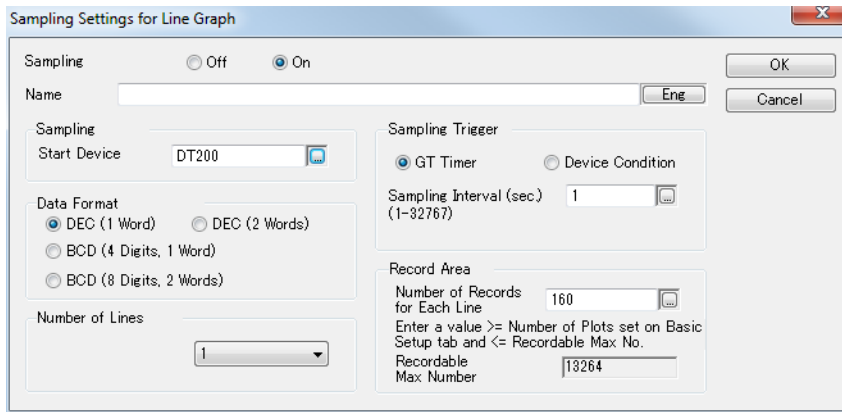 Sampling Settings for Line Graph
Sampling
Off
On
OK
Name
Eng
Cancel
Sampling
Start Device
DT200
...
Sampling Trigger
GT Timer
Device Condition
Sampling Interval (sec.)
(1-32767)
1
...
Data Format
DEC (1 Word)
DEC (2 Words)
BCD (4 Digits, 1 Word)
BCD (8 Digits, 2 Words)
Record Area
Number of Records
for Each Line
160
...
Enter a value >= Number of Plots set on Basic
Setup tab and <= Recordable Max No.
Recordable
Max Number
13264
Number of Lines
1